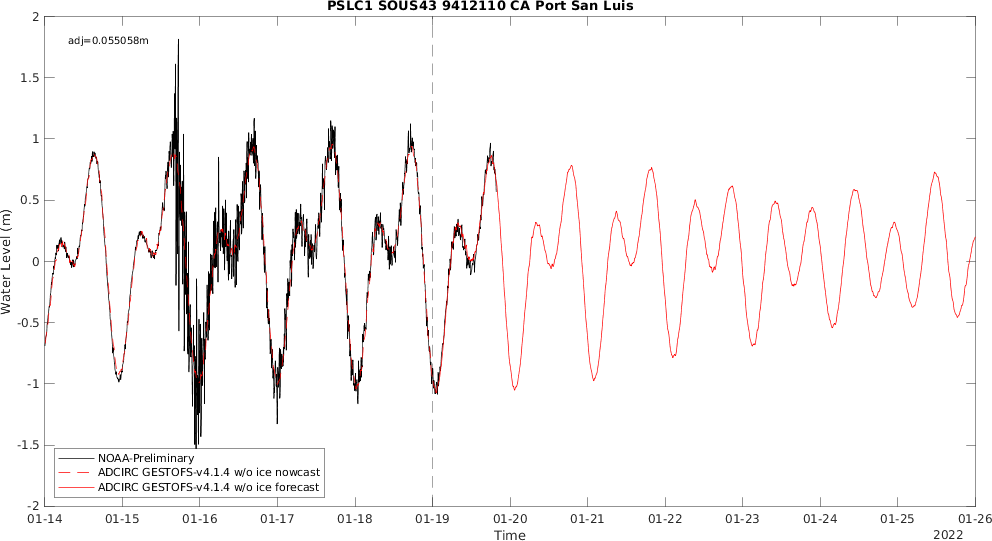 PSLC1 SOUS43 9412110 CA Port San Luis
adj=0.055058m
2
1.5
1
0.5
0
-0.5
-1
-1.5
-2
Water Level (m)
NOAA-Preliminary
ADCIRC GESTOFS-v4.1.4 w/o ice nowcast
ADCIRC GESTOFS-v4.1.4 w/o ice forecast
01-14 01-15 01-16 01-17 01-18 01-19 01-20 01-21 01-22 01-23 01-24 01-25 01-26
Time
2022